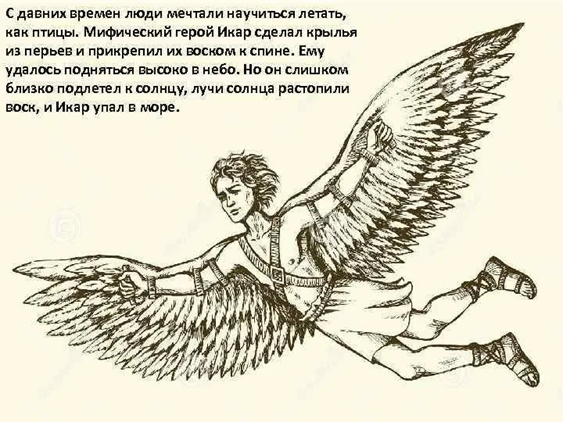 С давних времен люди мечтали научиться летать,
как птицы. Мифический герой Икар сделал крылья
из перьев и прикрепил их воском к спине. Ему
удалось подняться высоко в небо. Но он слишком
близко подлетел к солнцу, лучи солнца растопили
воск, и Икар упал в море.